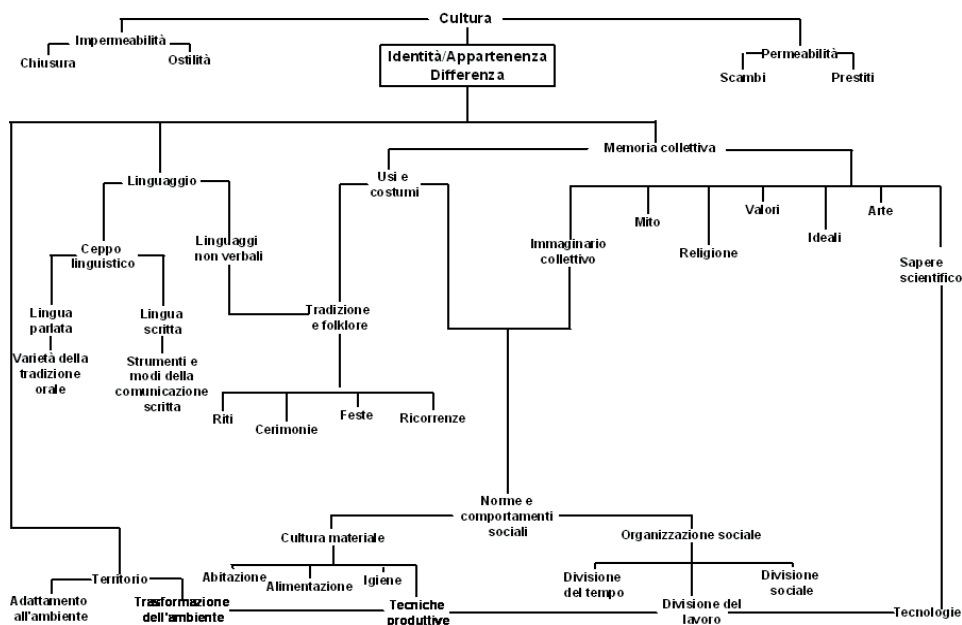 Cultura
Impermeabilità
Chiusura
Ostilità
Identità/Appartenenza
Differenza
Permeabilità
Scambi
Prestiti
Memoria collettiva
Linguaggio
Usi e
costumi
Ceppo
linguistico
Linguaggi
non verbali
Immaginario
collettivo
Mito
Religione
Valori
Ideali
Arte
Sapere
scientifico
Lingua
parlata
Lingua
scritta
Tradizione
e folklore
Varietà della
tradizione
orale
Strumenti e
modi della
comunicazione
scritta
Riti
Cerimonie
Feste
Ricorrenze
Norme e
comportamenti
sociali
Cultura materiale
Organizzazione sociale
Territorio
Abitazione
Alimentazione
Igiene
Divisione
del tempo
Divisione
sociale
Adattamento
all'ambiente
Trasformazione
dell'ambiente
Tecniche
produttive
Divisione del
lavoro
Tecnologie